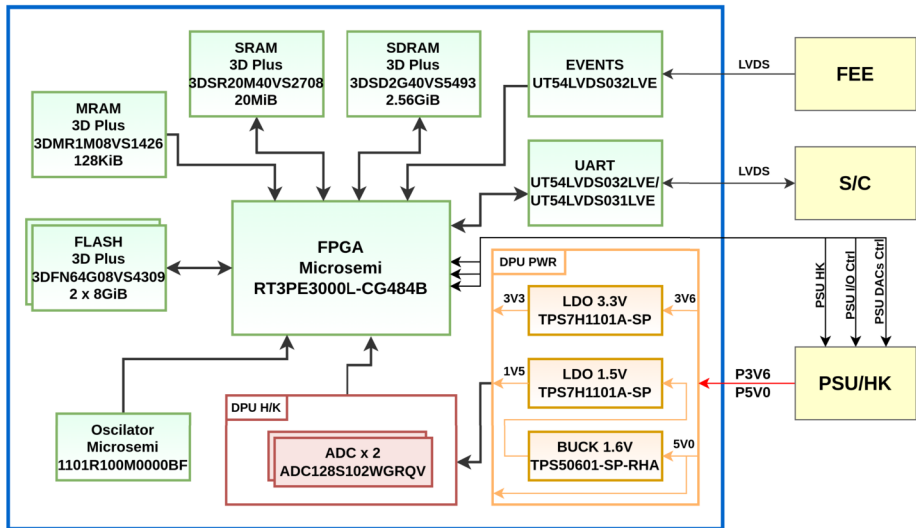 SRAM
3D Plus
3DSR20M40VS2708
20MiB
SDRAM
3D Plus
3DSD2G40VS5493
2.56GiB
EVENTS
UT54LVDS032LVE
LVDS
FEE
MRAM
3D Plus
3DMR1M08VS1426
128KiB
UART
UT54LVDS032LVE/
UT54LVDS031LVE
LVDS
S/C
FLASH
3D Plus
3DFN64G08VS4309
2 x 8GiB
FPGA
Microsemi
RT3PE3000L-CG484B
DPU PWR
3V3
LDO 3.3V
TPS7H1101A-SP
3V6
1V5
LDO 1.5V
TPS7H1101A-SP
BUCK 1.6V
TPS50601-SP-RHA
5V0
PSU HK
PSU I/O Ctrl
PSU DACs Ctrl
P3V6
P5V0
PSU/HK
DPU H/K
ADC x 2
ADC128S102WGRQV
Oscilator
Microsemi
1101R100M0000BF